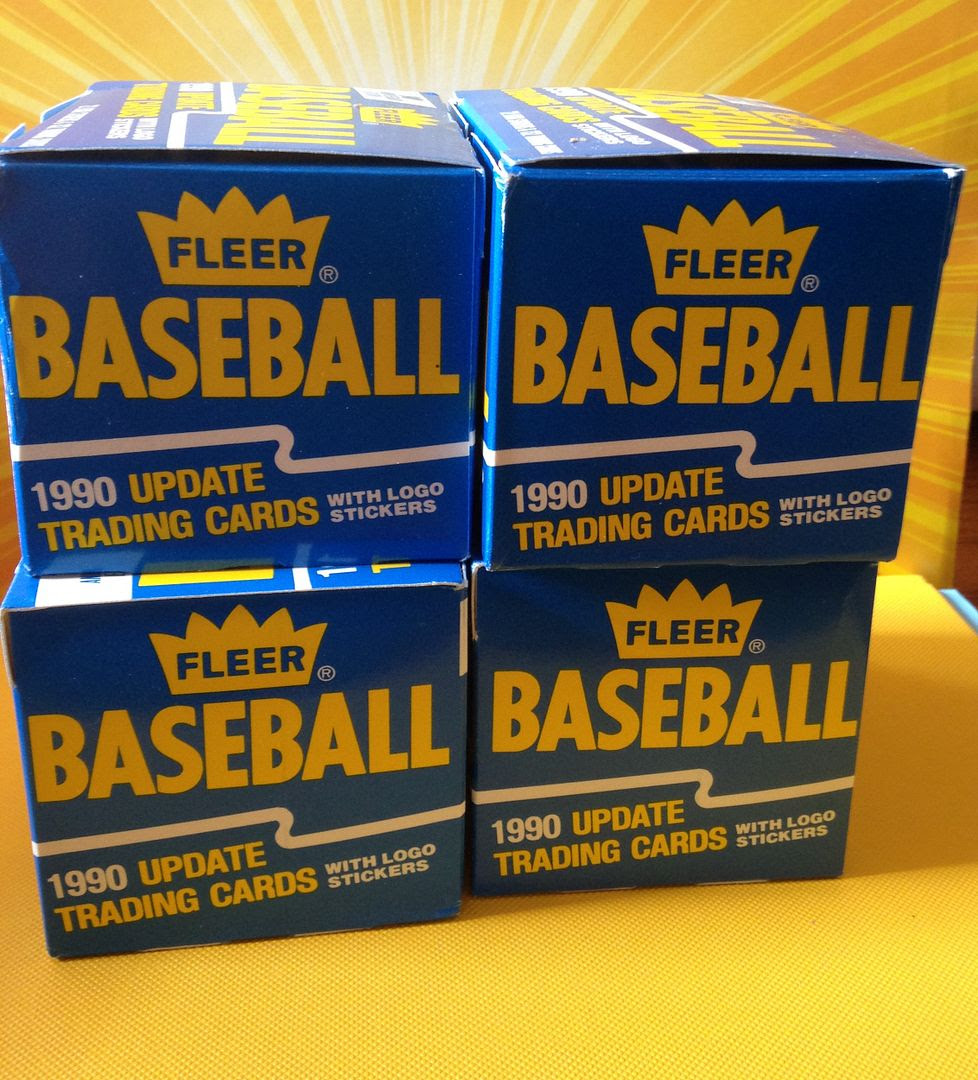 FLEER ®
BASEBALL
1990 UPDATE
TRADING CARDS WITH LOGO
STICKERS
FLEER ®
BASEBALL
1990 UPDATE
TRADING CARDS WITH LOGO
STICKERS
FLEER ®
BASEBALL
1990 UPDATE
TRADING CARDS WITH LOGO
STICKERS
FLEER ®
BASEBALL
1990 UPDATE
TRADING CARDS WITH LOGO
STICKERS